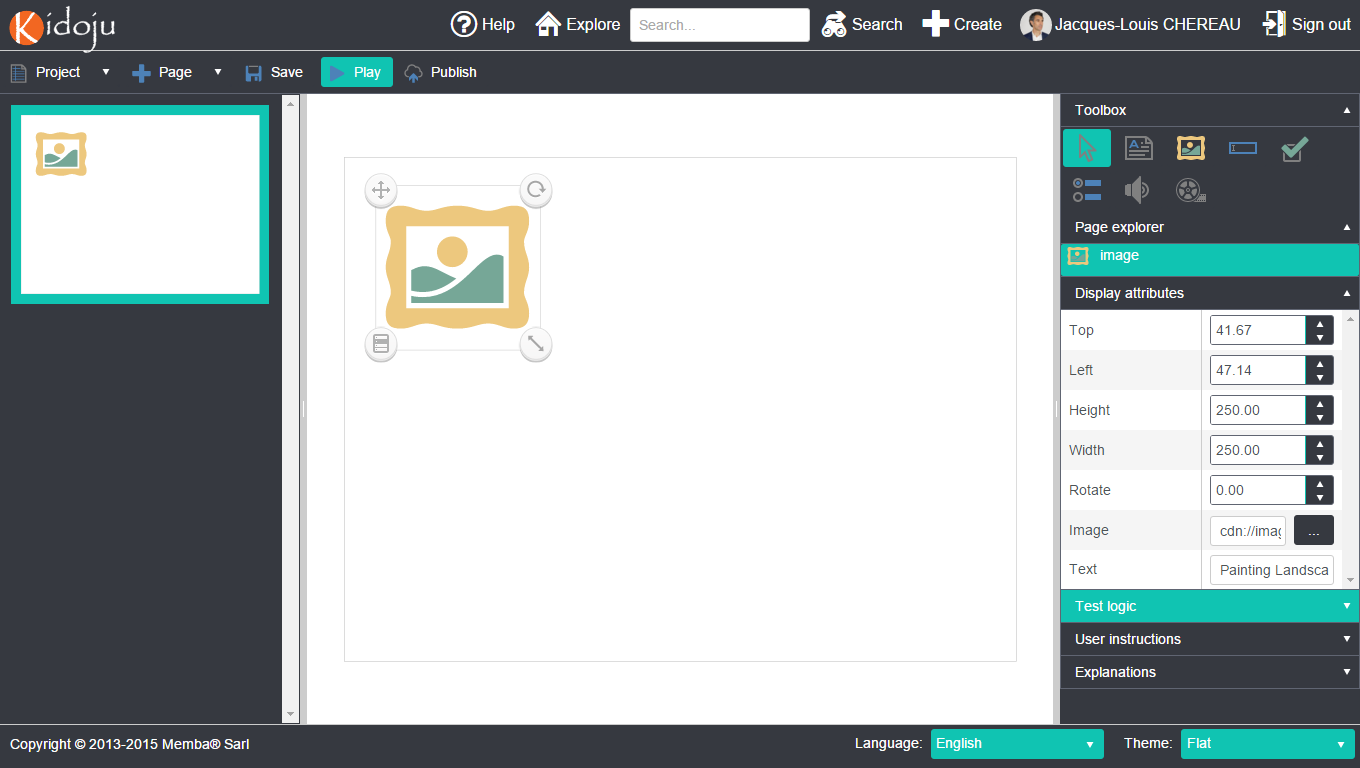 Kidoju
Help
Explore
Search...
Search
Create
Jacques-Louis CHEREAU
Sign out
Project
Page
Save
Play
Publish
Toolbox
Page explorer
image
Display attributes
Top
41.67
Left
47.14
Height
250.00
Width
250.00
Rotate
0.00
Image
cdn://imag
...
Text
Painting Landsca
Test logic
User instructions
Explanations
Copyright © 2013-2015 Memba® Sarl
Language:
English
Theme:
Flat